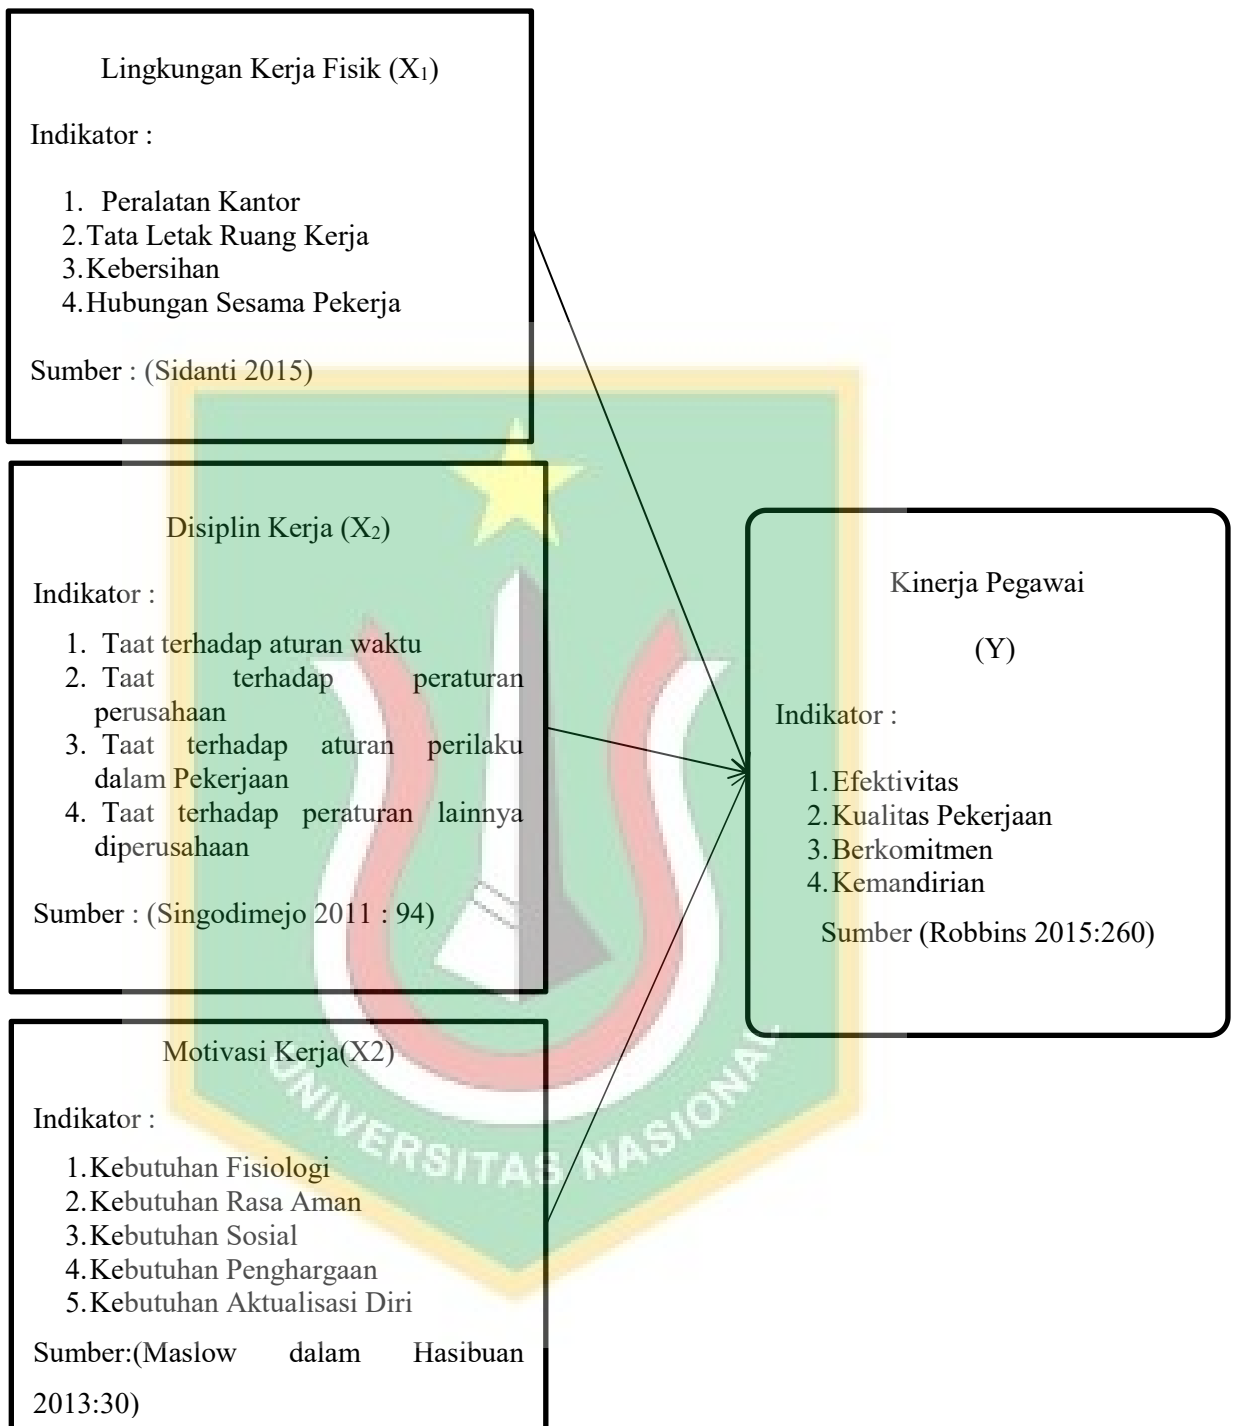 Lingkungan Kerja Fisik (X₁)
Indikator :
1. Peralatan Kantor
2. Tata Letak Ruang Kerja
3. Kebersihan
4. Hubungan Sesama Pekerja
Sumber : (Sidanti 2015)
Disiplin Kerja (X₂)
Indikator :
1. Taat terhadap aturan waktu
2. Taat terhadap peraturan
perusahaan
3. Taat terhadap aturan perilaku
dalam Pekerjaan
4. Taat terhadap peraturan lainnya
diperusahaan
Sumber : (Singodimejo 2011 : 94)
Motivasi Kerja(X2)
Indikator :
1. Kebutuhan Fisiologi
2. Kebutuhan Rasa Aman
3. Kebutuhan Sosial
4. Kebutuhan Penghargaan
5. Kebutuhan Aktualisasi Diri
Sumber:(Maslow dalam Hasibuan
2013:30)
Kinerja Pegawai
(Y)
Indikator :
1. Efektivitas
2. Kualitas Pekerjaan
3. Berkomitmen
4. Kemandirian
Sumber (Robbins 2015:260)
UNIVERSITAS NASIONAL